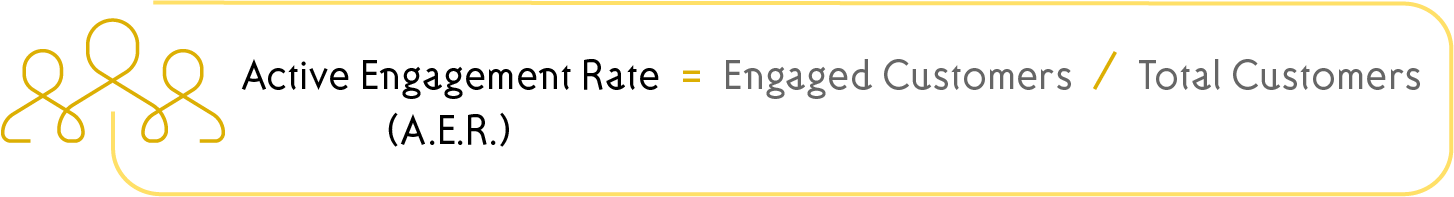 Active Engagement Rate = Engaged Customers / Total Customers
(A.E.R.)